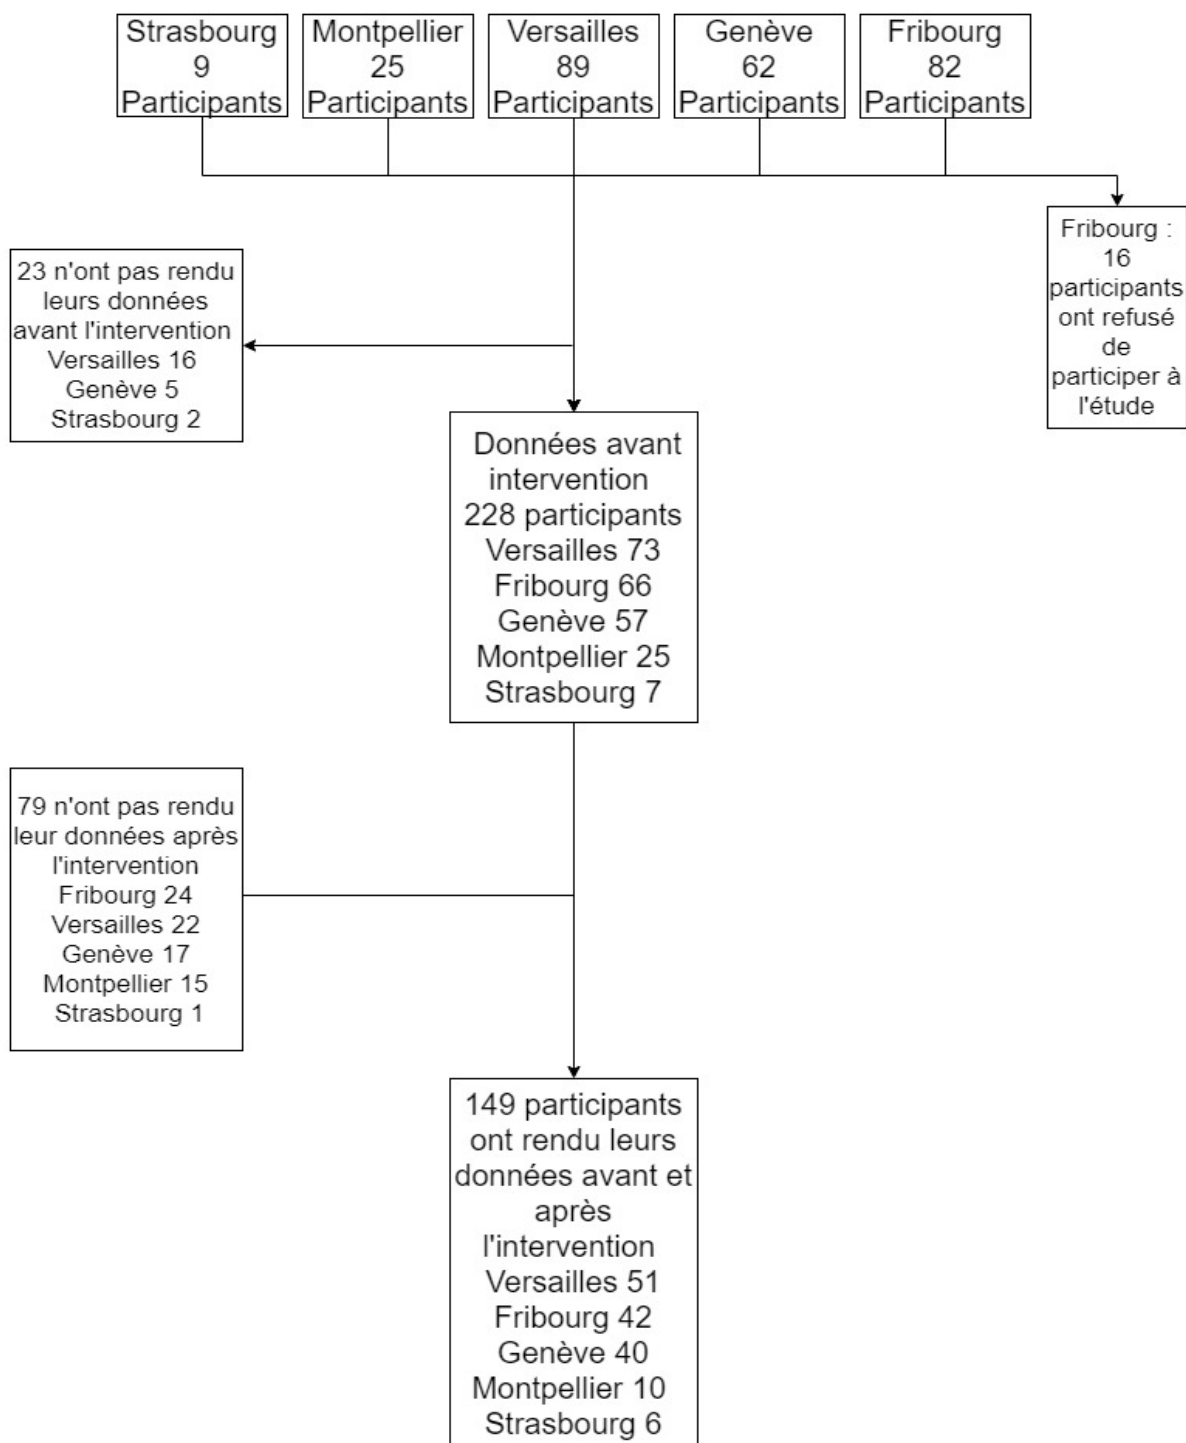 Strasbourg
9
Participants
Montpellier
25
Participants
Versailles
89
Participants
Genève
62
Participants
Fribourg
82
Participants
Fribourg :
16
participants
ont refusé
de
participer à
l'étude
23 n'ont pas rendu
leurs données
avant l'intervention
Versailles 16
Genève 5
Strasbourg 2
Données avant
intervention
228 participants
Versailles 73
Fribourg 66
Genève 57
Montpellier 25
Strasbourg 7
79 n'ont pas rendu
leur données après
l'intervention
Fribourg 24
Versailles 22
Genève 17
Montpellier 15
Strasbourg 1
149 participants
ont rendu leurs
données avant et
après
l'intervention
Versailles 51
Fribourg 42
Genève 40
Montpellier 10
Strasbourg 6